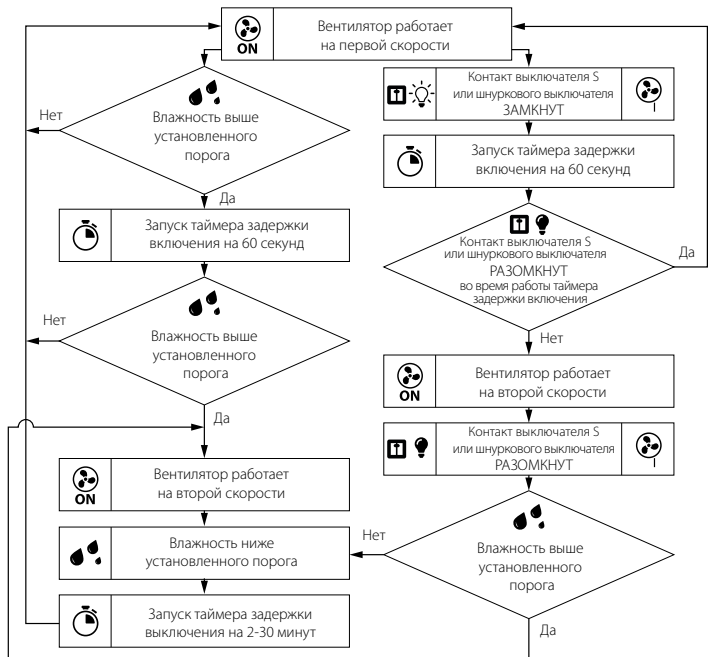 ON
Вентилятор работает
на первой скорости
Влажность выше
установленного
порога
Нет
Да
Запуск таймера задержки
включения на 60 секунд
Влажность выше
установленного
порога
Нет
Да
ON
Вентилятор работает
на второй скорости
Влажность ниже
установленного порога
Запуск таймера задержки
выключения на 2-30 минут
Контакт выключателя S
или шнуркового выключателя
ЗАМКНУТ
I
Запуск таймера задержки
включения на 60 секунд
Контакт выключателя S
или шнуркового выключателя
РАЗОМКНУТ
во время работы таймера
задержки включения
Да
Нет
ON
Вентилятор работает
на второй скорости
Контакт выключателя S
или шнуркового выключателя
РАЗОМКНУТ
I
Влажность выше
установленного
порога
Нет
Да